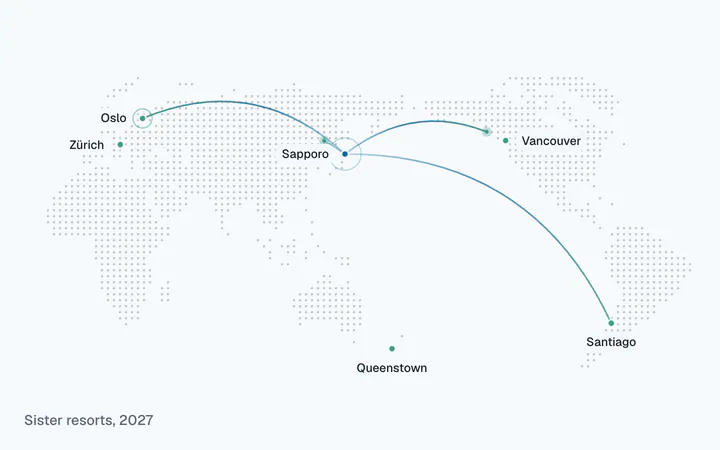 Oslo
Zürich
Sapporo
Vancouver
Santiago
Queenstown
Sister resorts, 2027